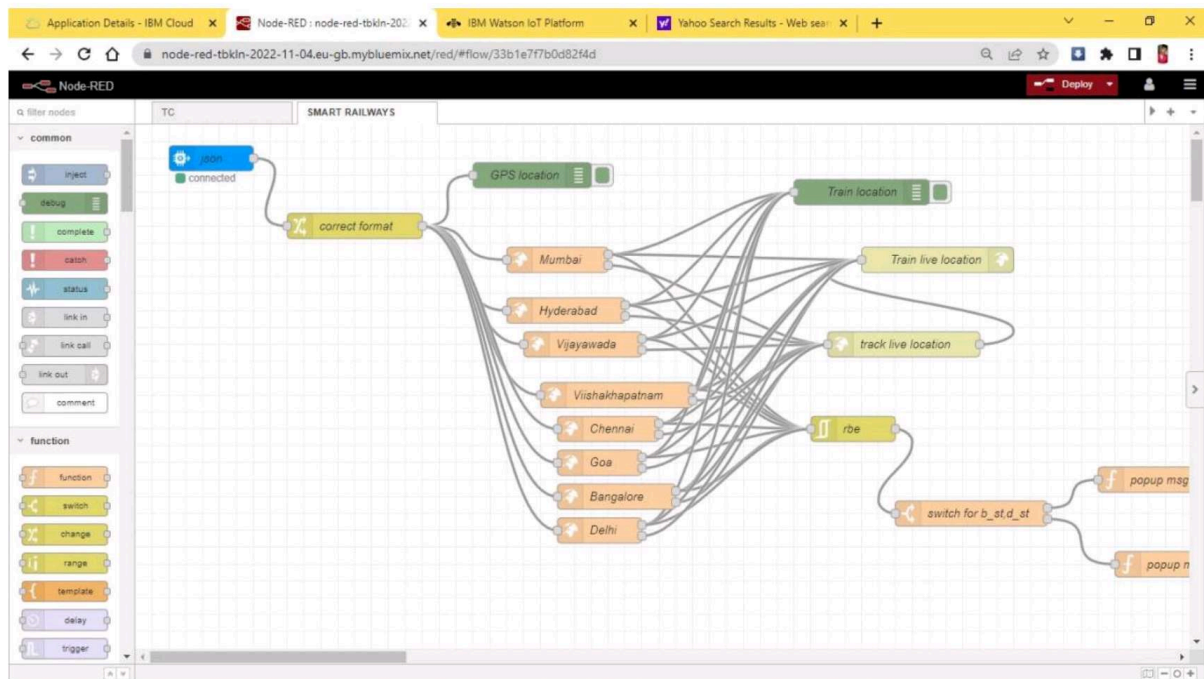 Application Details - IBM Cloud
Node-RED : node-red-tbkln-202
IBM Watson IoT Platform
Yahoo Search Results - Web sear
node-red-tbkln-2022-11-04.eu-gb.mybluemix.net/red/#flow/33b1e7f7b0d82f4d
Node-RED
Deploy
filter nodes
TC
SMART RAILWAYS
common
inject
debug
complete
catch
status
link in
link call
link out
comment
function
function
switch
change
range
template
delay
trigger
json
connected
correct format
GPS location
Mumbai
Hyderabad
Vijayawada
Viishakhapatnam
Chennai
Goa
Bangalore
Delhi
Train location
Train live location
track live location
rbe
switch for b_st,d_st
popup msg
popup n